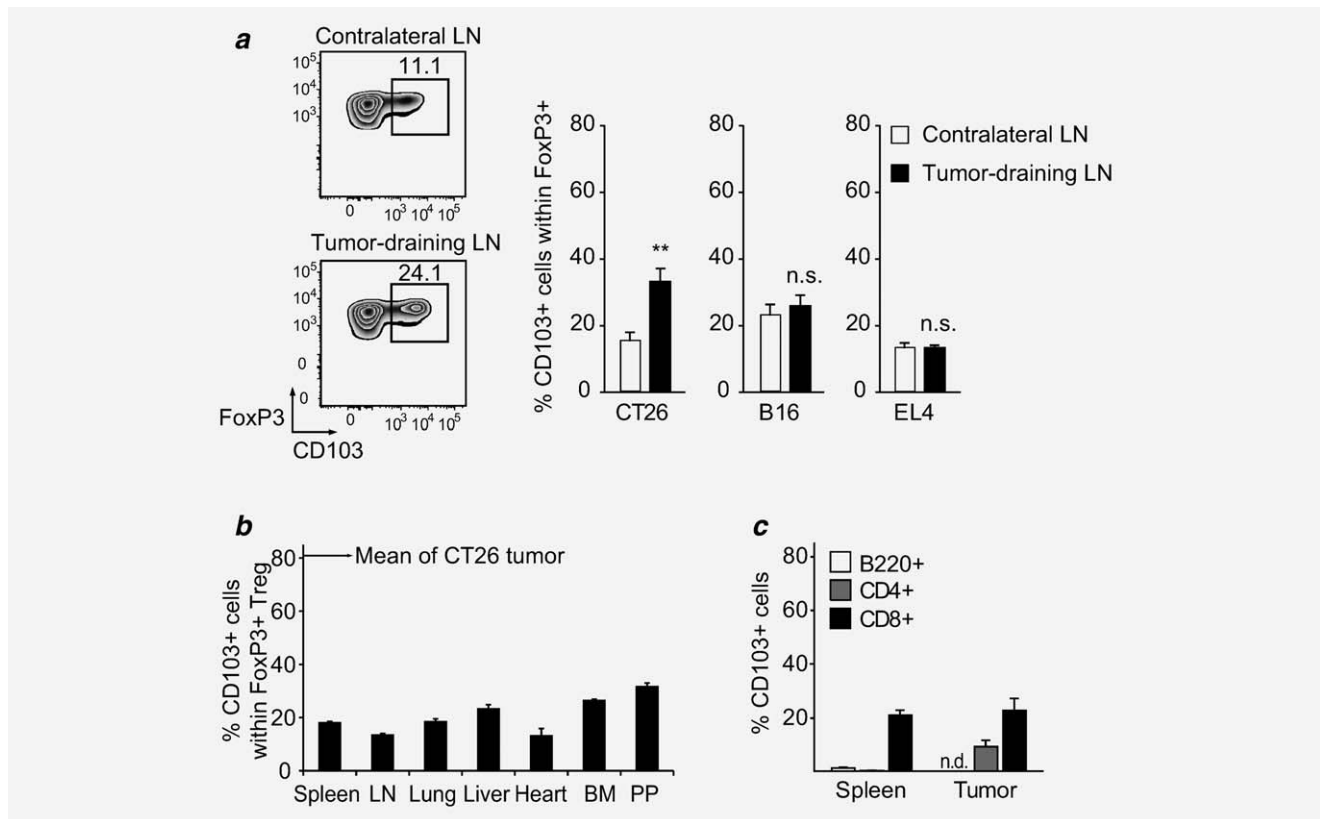 a
Contralateral LN
11.1
10⁵
10⁴
10³
0 10³ 10⁴ 10⁵
Tumor-draining LN
24.1
10⁵
10⁴
10³
0
0
0 10³ 10⁴ 10⁵
FoxP3
CD103
% CD103+ cells within FoxP3+
80
60
40
20
0
**
CT26
80
60
40
20
0
n.s.
B16
80
60
40
20
0
n.s.
EL4
Contralateral LN
Tumor-draining LN
b
% CD103+ cells
within FoxP3+ Treg
80
60
40
20
0
Mean of CT26 tumor
Spleen LN Lung Liver Heart BM PP
c
% CD103+ cells
80
60
40
20
B220+
CD4+
CD8+
n.d.
Spleen Tumor